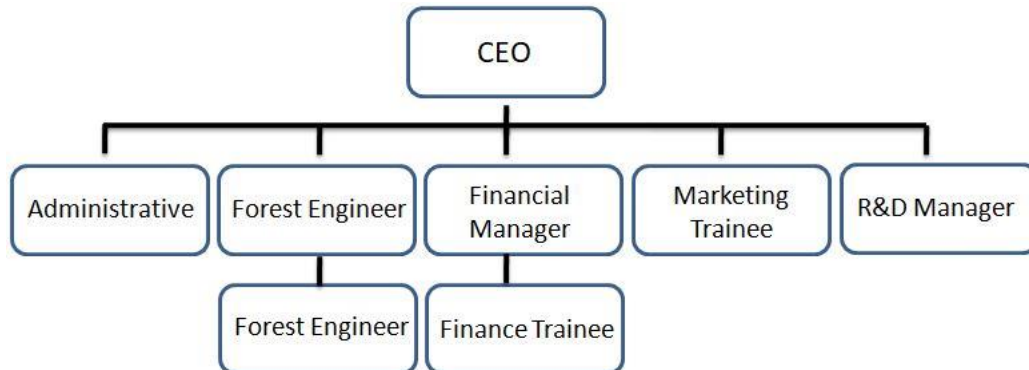 CEO
Administrative
Forest Engineer
Financial
Manager
Marketing
Trainee
R&D Manager
Forest Engineer
Finance Trainee